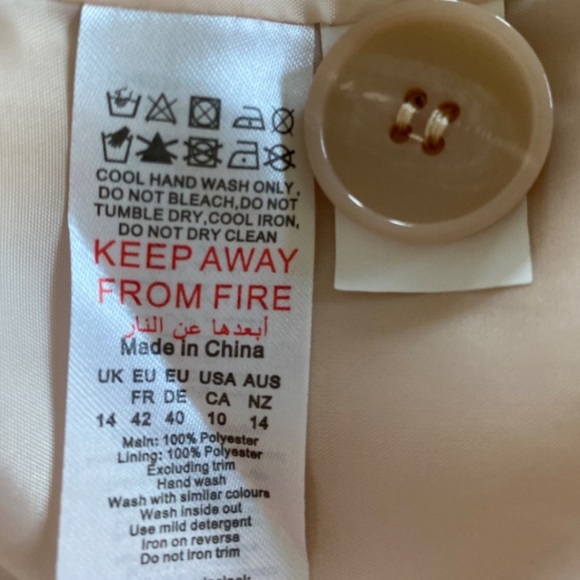 COOL HAND WASH ONLY,
DO NOT BLEACH,DO NOT
TUMBLE DRY,COOL IRON,
DO NOT DRY CLEAN
KEEP AWAY
FROM FIRE
أبعدها عن النار
Made in China
UK EU EU USA AUS
FR DE CA NZ
14 42 40 10 14
Main: 100% Polyester
Lining: 100% Polyester
Excluding trim
Hand wash
Wash with similar colours
Wash inside out
Use mild detergent
Iron on reverse
Do not iron trim